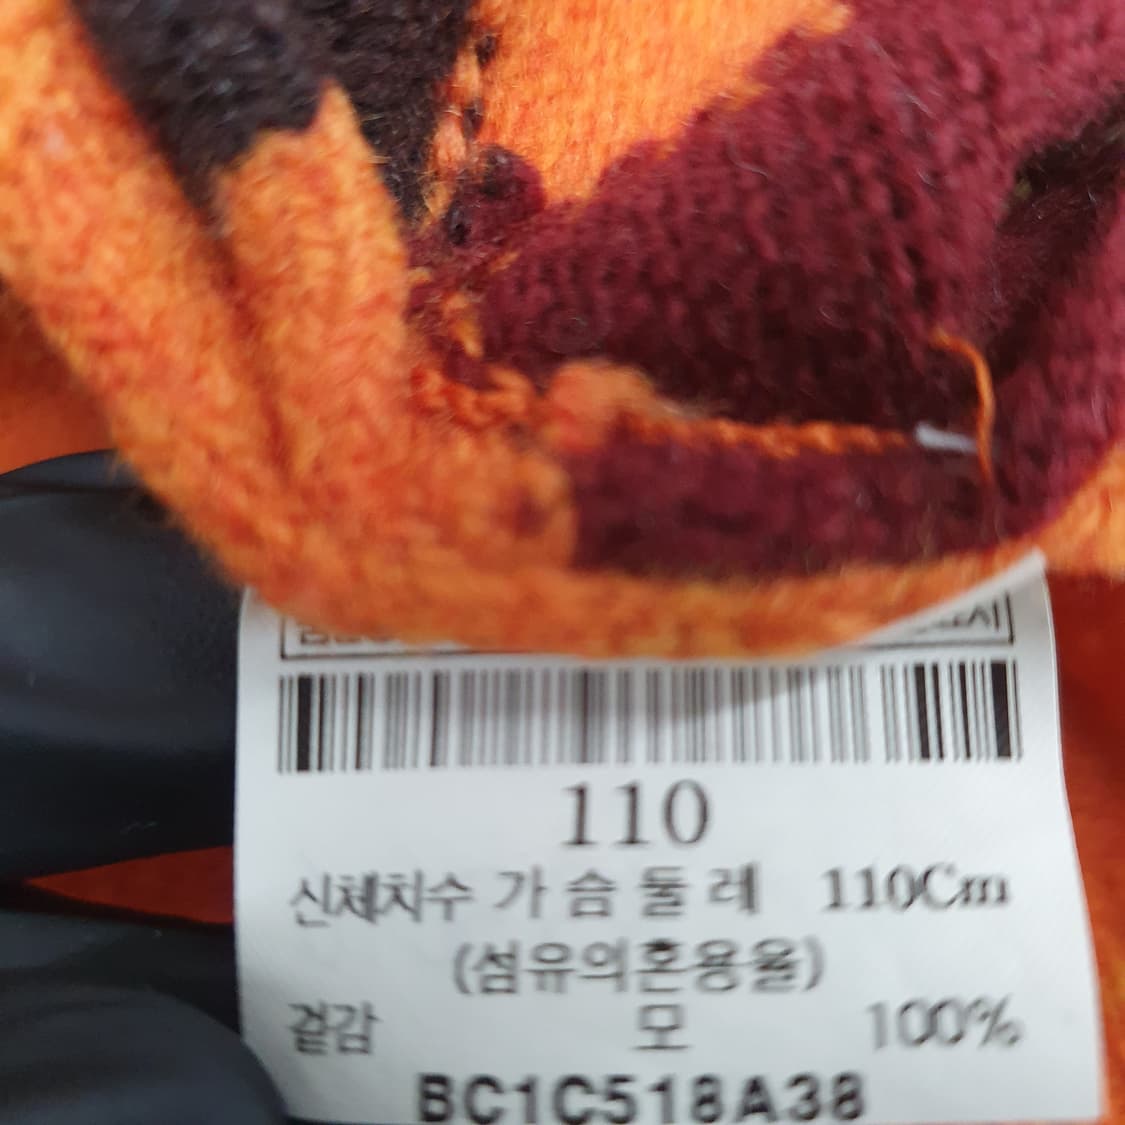 110
신체치수 가 슴 둘 레 110Cm
(섬유의혼용율)
겉감 모 100%
BC1C518A38